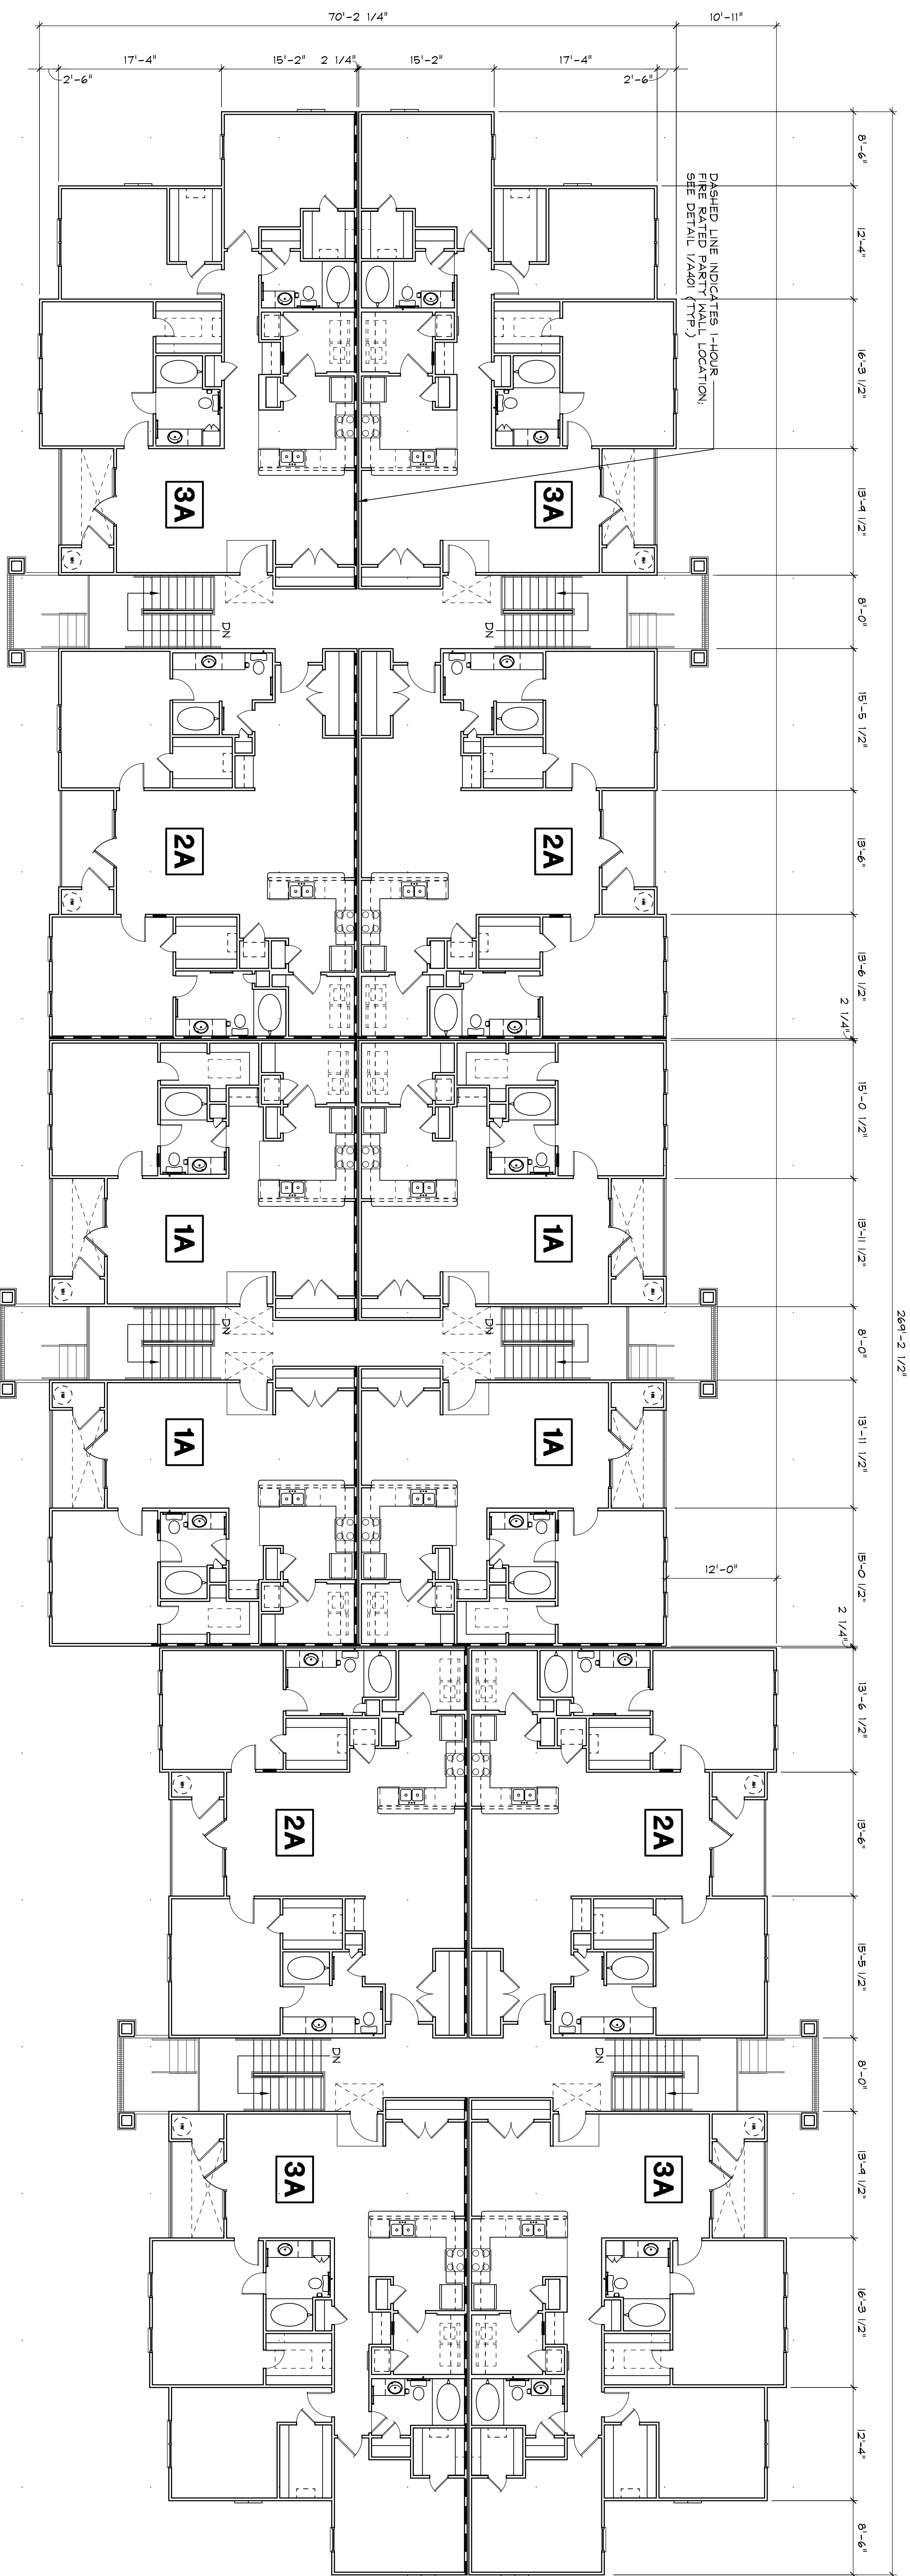 70'-2 1/4"
10'-11"
17'-4"
15'-2"
2 1/4"
15'-2"
17'-4"
2'-6"
2'-6"
DASHED LINE INDICATES 1-HOUR
FIRE RATED PARTY WALL LOCATION;
SEE DETAIL 1/A401 (TYP.)
8'-6"
12'-4"
16'-3 1/2"
13'-9 1/2"
8'-0"
15'-5 1/2"
13'-6"
13'-6 1/2"
2 1/4"
15'-0 1/2"
13'-11 1/2"
8'-0"
13'-11 1/2"
15'-0 1/2"
2 1/4"
13'-6 1/2"
13'-6"
15'-5 1/2"
8'-0"
13'-9 1/2"
16'-3 1/2"
12'-4"
8'-6"
269'-2 1/2"
12'-0"
3A
3A
DN
DN
2A
2A
1A
1A
DN
DN
1A
1A
2A
2A
DN
DN
3A
3A